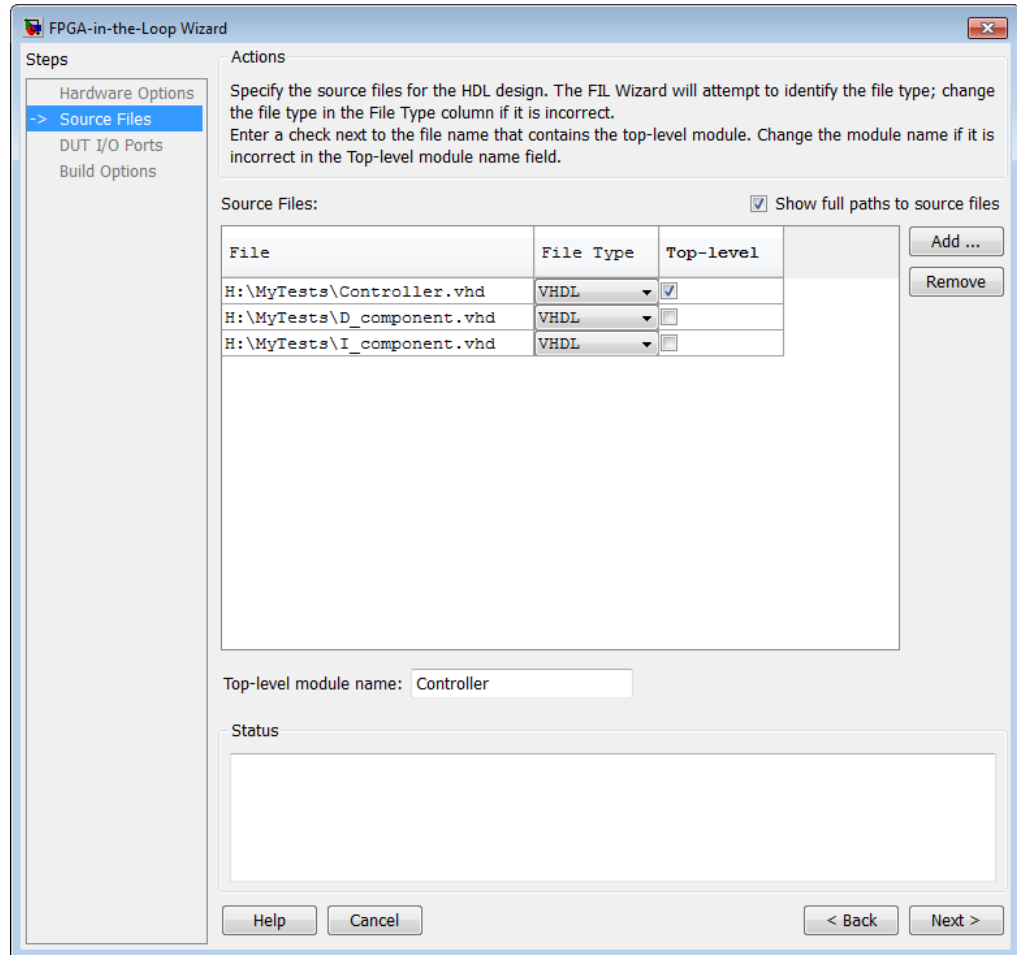 FPGA-in-the-Loop Wizard
Steps
Hardware Options
-> Source Files
DUT I/O Ports
Build Options
Actions
Specify the source files for the HDL design. The FIL Wizard will attempt to identify the file type; change
the file type in the File Type column if it is incorrect.
Enter a check next to the file name that contains the top-level module. Change the module name if it is
incorrect in the Top-level module name field.
Source Files: Show full paths to source files
File File Type Top-level
H:\MyTests\Controller.vhd VHDL
H:\MyTests\D_component.vhd VHDL
H:\MyTests\I_component.vhd VHDL
Add ...
Remove
Top-level module name: Controller
Status
Help Cancel < Back Next >